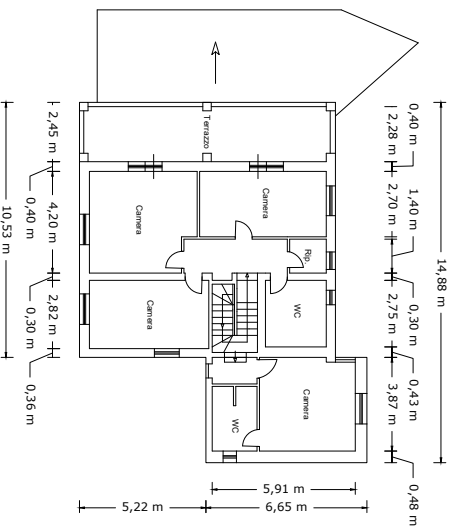 0,40 m
2,28 m
1,40 m
2,70 m
0,30 m
2,75 m
0,43 m
3,87 m
0,48 m
14,88 m
2,45 m
0,40 m
4,20 m
0,30 m
2,82 m
0,36 m
10,53 m
Terrazzo
Camera
Camera
Rip.
Camera
WC
Camera
WC
5,91 m
5,22 m
6,65 m